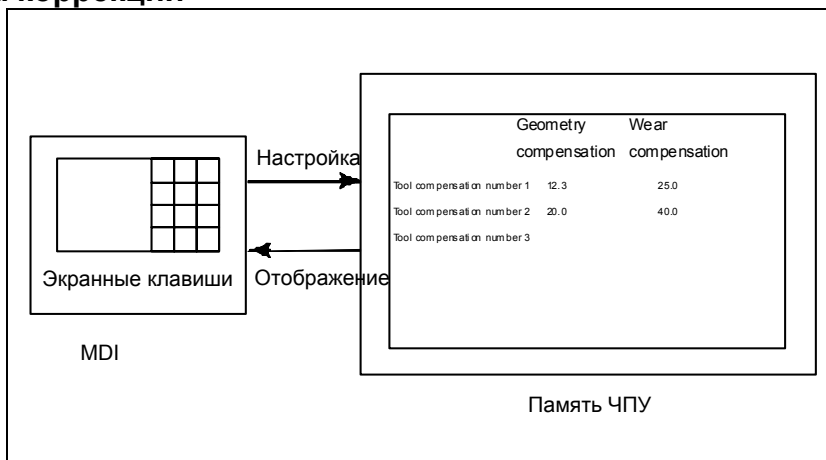 коррекции
Geometry Wear
compensation compensation
Настройка
Tool compensation number 1 12.3 25.0
Tool compensation number 2 20.0 40.0
Tool compensation number 3
Экранные клавиши
Отображение
MDI
Память ЧПУ